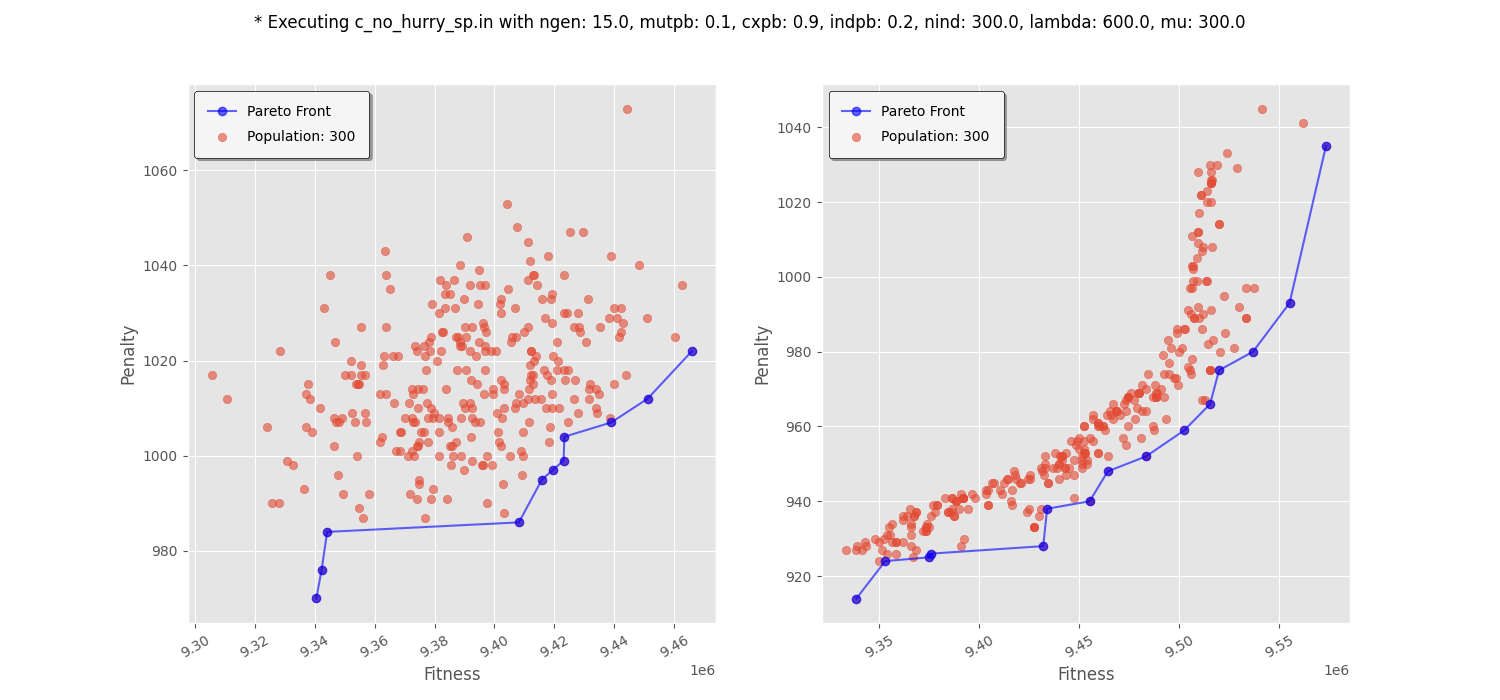 * Executing c_no_hurry_sp.in with ngen: 15.0, mutpb: 0.1, cxpb: 0.9, indpb: 0.2, nind: 300.0, lambda: 600.0, mu: 300.0
Pareto Front
Population: 300
1060
1040
1020
1000
980
Penalty
9.30 9.32 9.34 9.36 9.38 9.40 9.42 9.44 9.46
1e6
Fitness
Pareto Front
Population: 300
1040
1020
1000
980
960
940
920
Penalty
9.35 9.40 9.45 9.50 9.55
1e6
Fitness